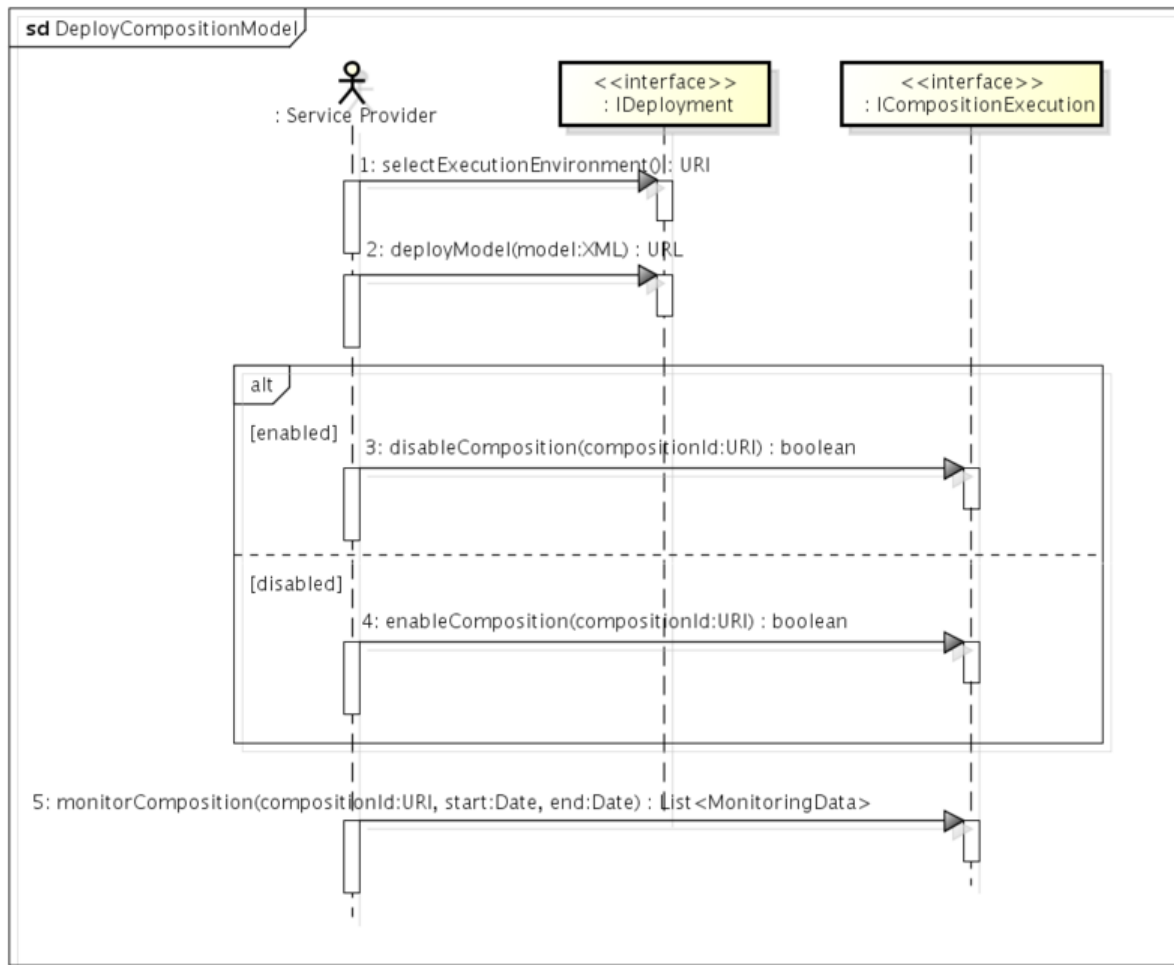 sd DeployCompositionModel
<<interface>>
: IDeployment
<<interface>>
: ICompositionExecution
: Service Provider
1: selectExecutionEnvironment() : URI
2: deployModel(model:XML) : URL
alt
[enabled]
3: disableComposition(compositionId:URI) : boolean
[disabled]
4: enableComposition(compositionId:URI) : boolean
5: monitorComposition(compositionId:URI, start:Date, end:Date) : List<MonitoringData>